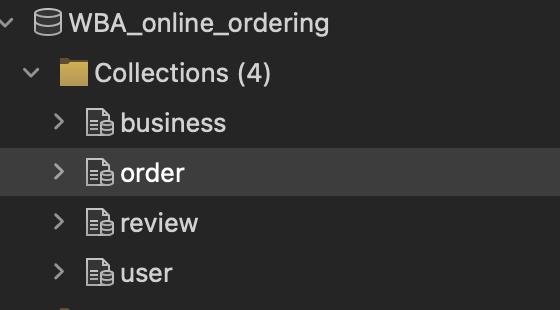 WBA_online_ordering
Collections (4)
business
order
review
user